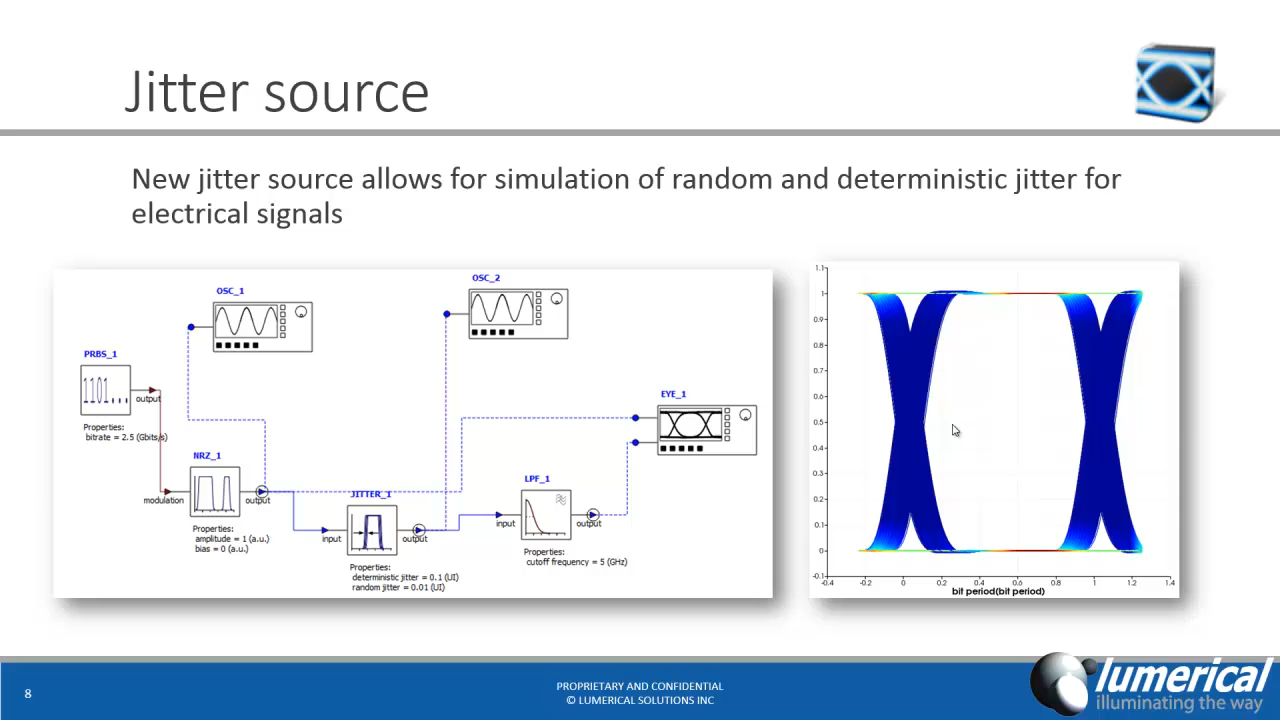 Jitter source
New jitter source allows for simulation of random and deterministic jitter for
electrical signals
OSC_1
OSC_2
PRBS_1
output
Properties:
bitrate = 2.5 (Gbits/s)
EYE_1
NRZ_1
modulation
output
Properties:
amplitude = 1 (a.u.)
bias = 0 (a.u.)
JITTER_1
input
output
Properties:
deterministic jitter = 0.1 (UI)
random jitter = 0.01 (UI)
LPF_1
input
output
Properties:
cutoff frequency = 5 (GHz)
1.1
1
0.9
0.8
0.7
0.6
0.5
0.4
0.3
0.2
0.1
0
-0.1
-0.4 -0.2 0 0.2 0.4 0.6 0.8 1 1.2 1.4
bit period(bit period)
8
PROPRIETARY AND CONFIDENTIAL
© LUMERICAL SOLUTIONS INC
lumerical
illuminating the way